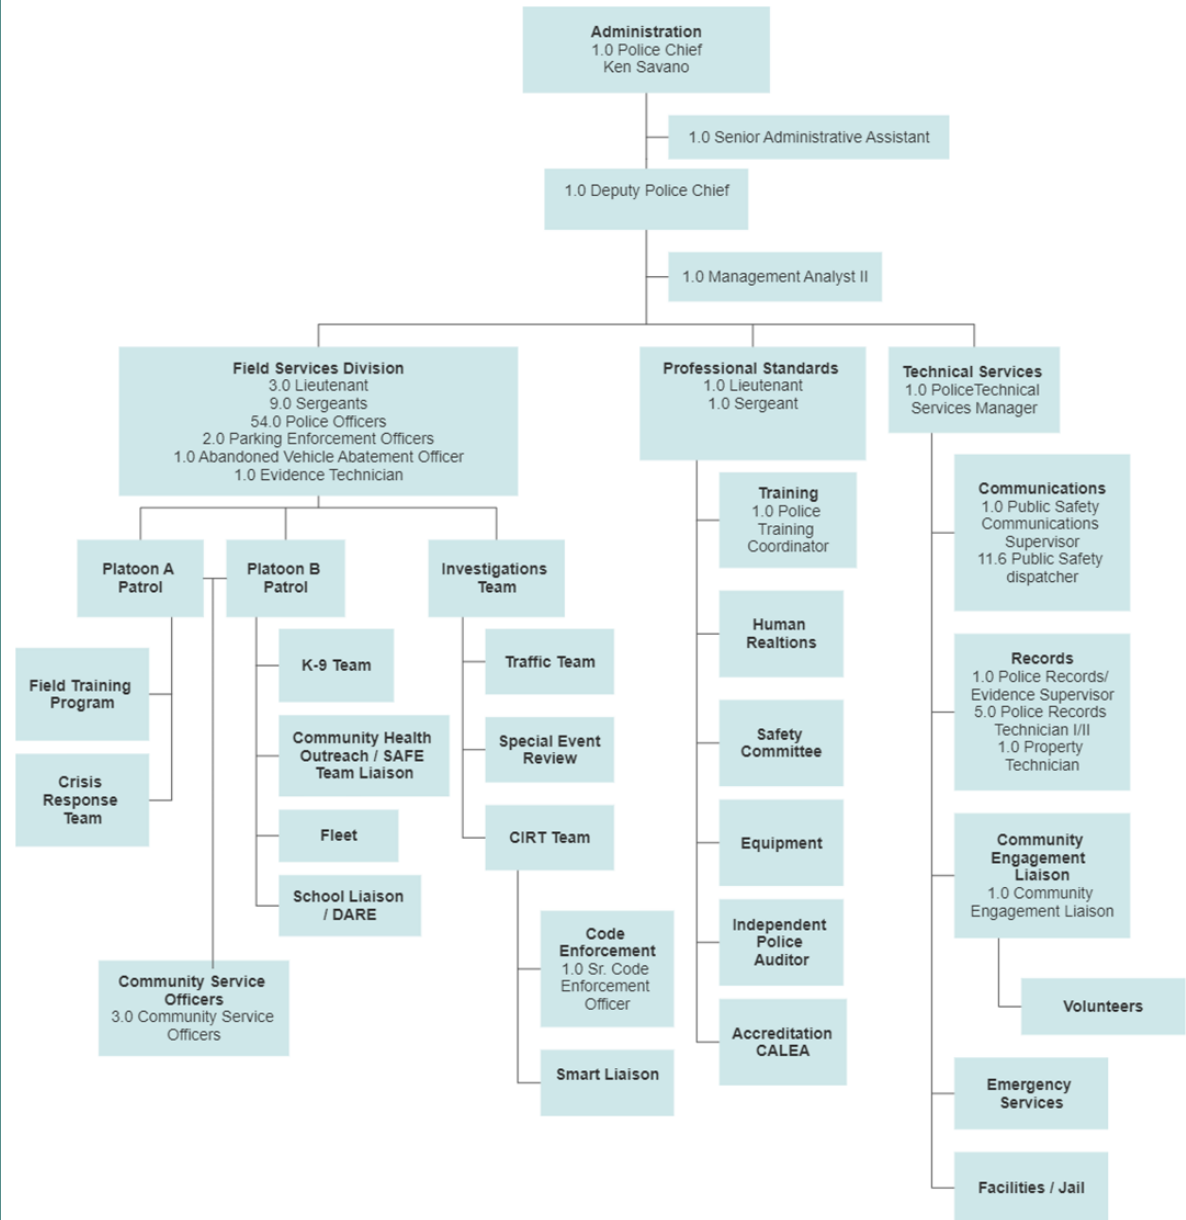 Administration
1.0 Police Chief
Ken Savano
1.0 Senior Administrative Assistant
1.0 Deputy Police Chief
1.0 Management Analyst II
Field Services Division
3.0 Lieutenant
9.0 Sergeants
54.0 Police Officers
2.0 Parking Enforcement Officers
1.0 Abandoned Vehicle Abatement Officer
1.0 Evidence Technician
Professional Standards
1.0 Lieutenant
1.0 Sergeant
Technical Services
1.0 PoliceTechnical
Services Manager
Platoon A
Patrol
Platoon B
Patrol
Investigations
Team
Field Training
Program
Crisis
Response
Team
K-9 Team
Community Health
Outreach / SAFE
Team Liaison
Fleet
School Liaison
/ DARE
Community Service
Officers
3.0 Community Service
Officers
Traffic Team
Special Event
Review
CIRT Team
Code
Enforcement
1.0 Sr. Code
Enforcement
Officer
Smart Liaison
Training
1.0 Police
Training
Coordinator
Human
Realtions
Safety
Committee
Equipment
Independent
Police
Auditor
Accreditation
CALEA
Communications
1.0 Public Safety
Communications
Supervisor
11.6 Public Safety
dispatcher
Records
1.0 Police Records/
Evidence Supervisor
5.0 Police Records
Technician I/II
1.0 Property
Technician
Community
Engagement
Liaison
1.0 Community
Engagement Liaison
Volunteers
Emergency
Services
Facilities / Jail